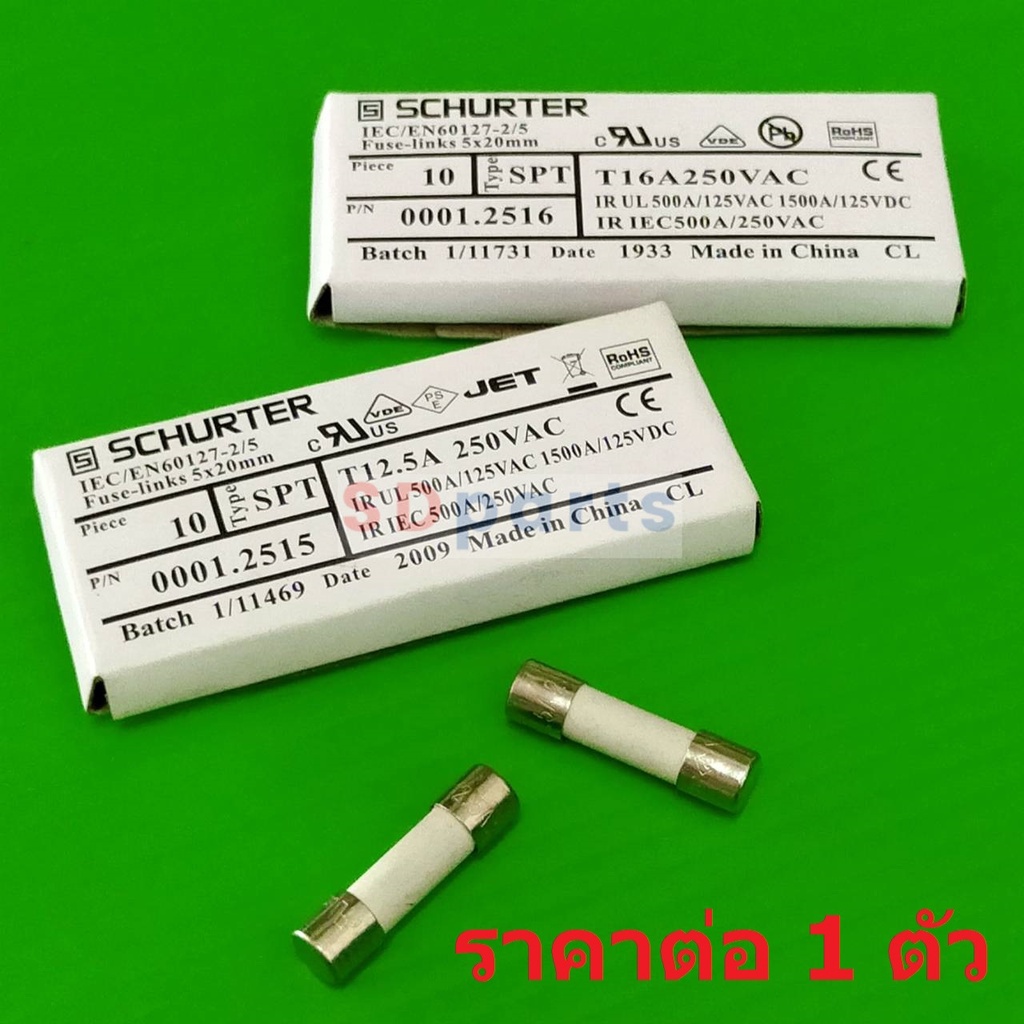 SCHURTER
IEC/EN60127-2/5
Fuse-links 5x20mm
c RU US VDE Pb RoHS
Piece 10 Type SPT
T16A250VAC CE
IR UL 500A/125VAC 1500A/125VDC
P/N 0001.2516
IR IEC500A/250VAC
Batch 1/11731 Date 1933 Made in China CL
SCHURTER
IEC/EN60127-2/5
Fuse-links 5x20mm
c RU US VDE PS E JET RoHS COMPLIANT
Piece 10 Type SPT
T12.5A 250VAC CE
IR UL 500A/125VAC 1500A/125VDC
P/N 0001.2515
IR IEC 500A/250VAC
Batch 1/11469 Date 2009 Made in China CL
SDparts
ราคาต่อ 1 ตัว